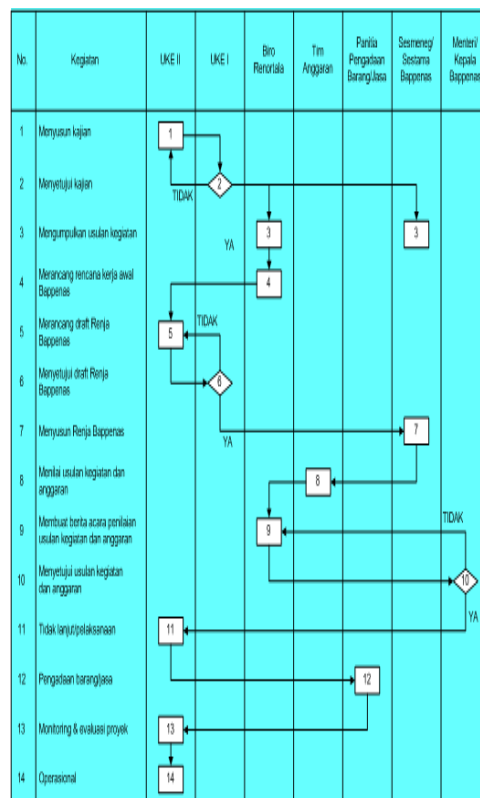 No.
Kegiatan
UKE II
UKE I
Biro
Renortala
Tim
Anggaran
Panitia
Pengadaan
Barang/Jasa
Sesmeneg/
Sestama
Bappenas
Menteri/
Kepala
Bappenas
1
Menyusun kajian
1
2
Menyetujui kajian
2
TIDAK
3
Mengumpulkan usulan kegiatan
YA
3
3
4
Merancang rencana kerja awal
Bappenas
4
5
Merancang draft Renja
Bappenas
5
TIDAK
6
Menyetujui draft Renja
Bappenas
6
YA
7
Menyusun Renja Bappenas
7
8
Menilai usulan kegiatan dan
anggaran
8
9
Membuat berita acara penilaian
usulan kegiatan dan anggaran
9
TIDAK
10
Menyetujui usulan kegiatan
dan anggaran
10
YA
11
Tidak lanjut/pelaksanaan
11
12
Pengadaan barang/jasa
12
13
Monitoring & evaluasi proyek
13
14
Operasional
14